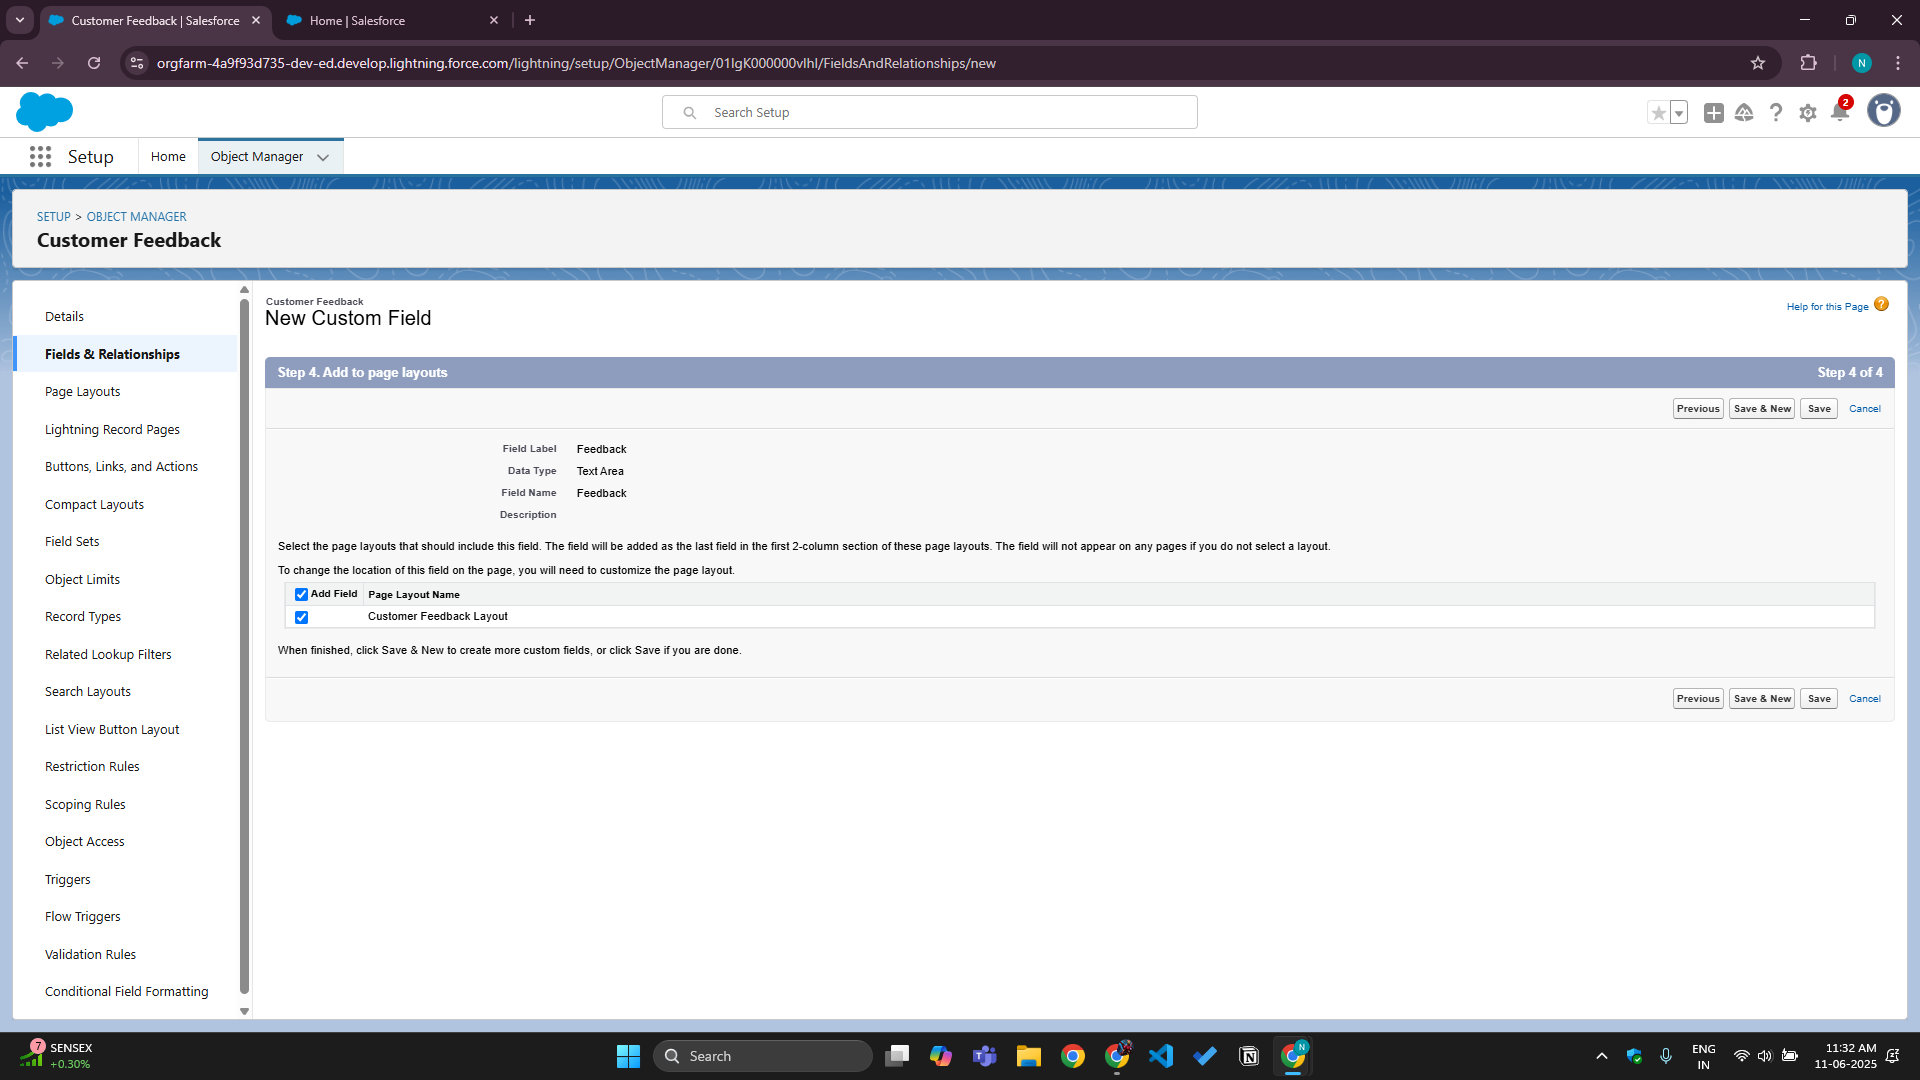 Customer Feedback | Salesforce
Home | Salesforce
orgfarm-4a9f93d735-dev-ed.develop.lightning.force.com/lightning/setup/ObjectManager/01IgK000000vlhl/FieldsAndRelationships/new
N
Search Setup
2
Setup
Home
Object Manager
SETUP > OBJECT MANAGER
Customer Feedback
Details
Fields & Relationships
Page Layouts
Lightning Record Pages
Buttons, Links, and Actions
Compact Layouts
Field Sets
Object Limits
Record Types
Related Lookup Filters
Search Layouts
List View Button Layout
Restriction Rules
Scoping Rules
Object Access
Triggers
Flow Triggers
Validation Rules
Conditional Field Formatting
Customer Feedback
New Custom Field
Help for this Page ?
Step 4. Add to page layouts
Step 4 of 4
Previous Save & New Save Cancel
Field Label Feedback
Data Type Text Area
Field Name Feedback
Description
Select the page layouts that should include this field. The field will be added as the last field in the first 2-column section of these page layouts. The field will not appear on any pages if you do not select a layout.
To change the location of this field on the page, you will need to customize the page layout.
Add Field Page Layout Name
Customer Feedback Layout
When finished, click Save & New to create more custom fields, or click Save if you are done.
Previous Save & New Save Cancel
7
SENSEX
+0.30%
Search
N
ENG
IN
11:32 AM
11-06-2025